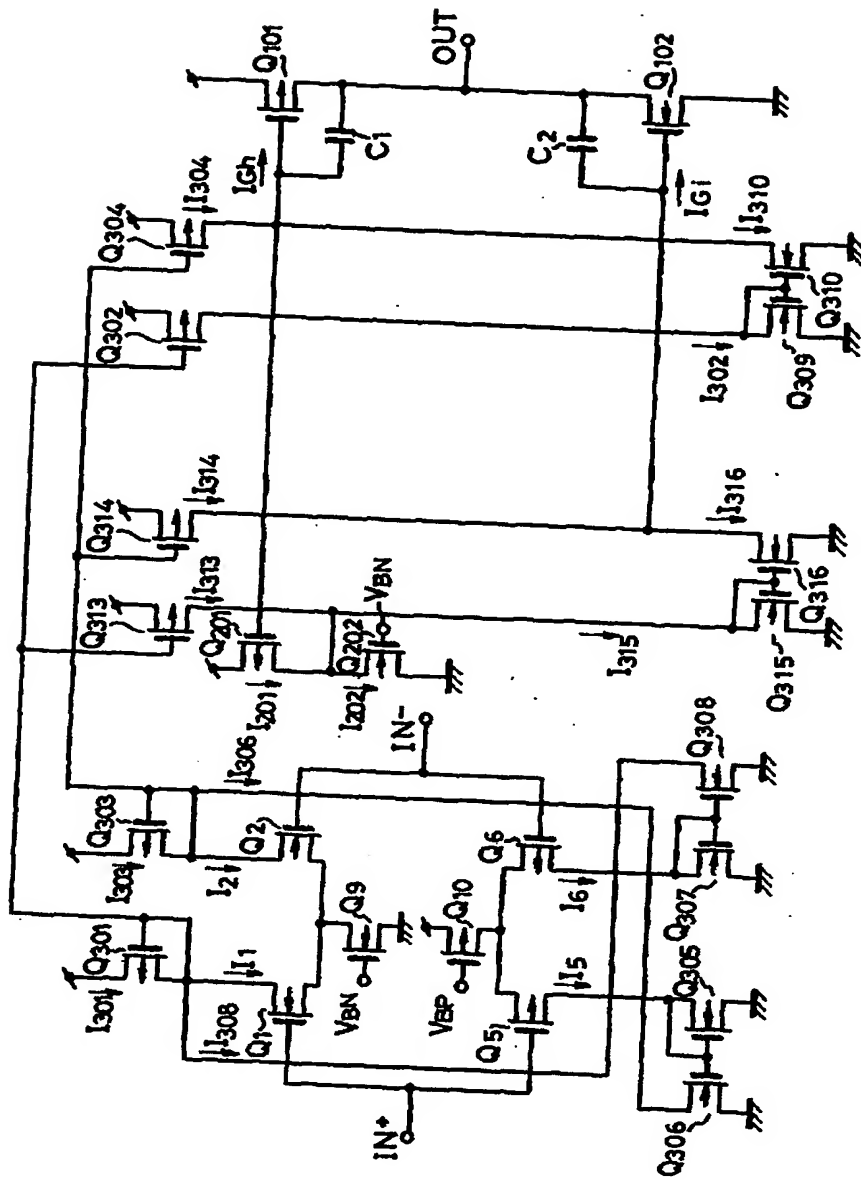 Q101
OUT
Q102
C1
C2
IGh
IGi
Q304
I304
Q302
I310
Q310
I302
Q309
Q314
I314
Q313
I313
I316
Q316
Q201
I201
Q202
VBN
I202
I315
Q315
IN-
I306
Q303
I303
Q2
I2
Q6
I6
Q308
Q307
Q301
I301
I1
I308
Q1
Q9
VBN
Q10
VBP
Q5
I5
Q305
Q306
IN+